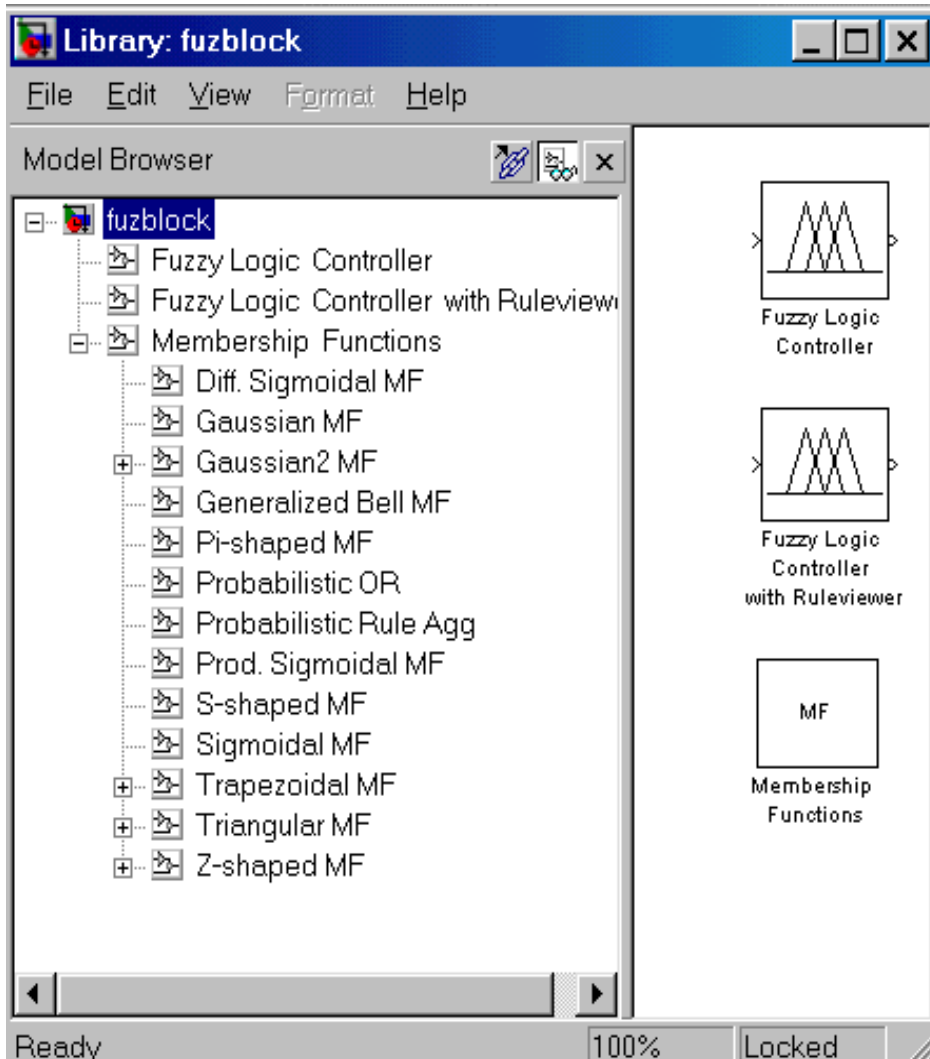 Library: fuzblock
File Edit View Format Help
Model Browser
fuzblock
Fuzzy Logic Controller
Fuzzy Logic Controller with Ruleviewe
Membership Functions
Diff. Sigmoidal MF
Gaussian MF
Gaussian2 MF
Generalized Bell MF
Pi-shaped MF
Probabilistic OR
Probabilistic Rule Agg
Prod. Sigmoidal MF
S-shaped MF
Sigmoidal MF
Trapezoidal MF
Triangular MF
Z-shaped MF
Fuzzy Logic
Controller
Fuzzy Logic
Controller
with Ruleviewer
MF
Membership
Functions
Ready 100% Locked